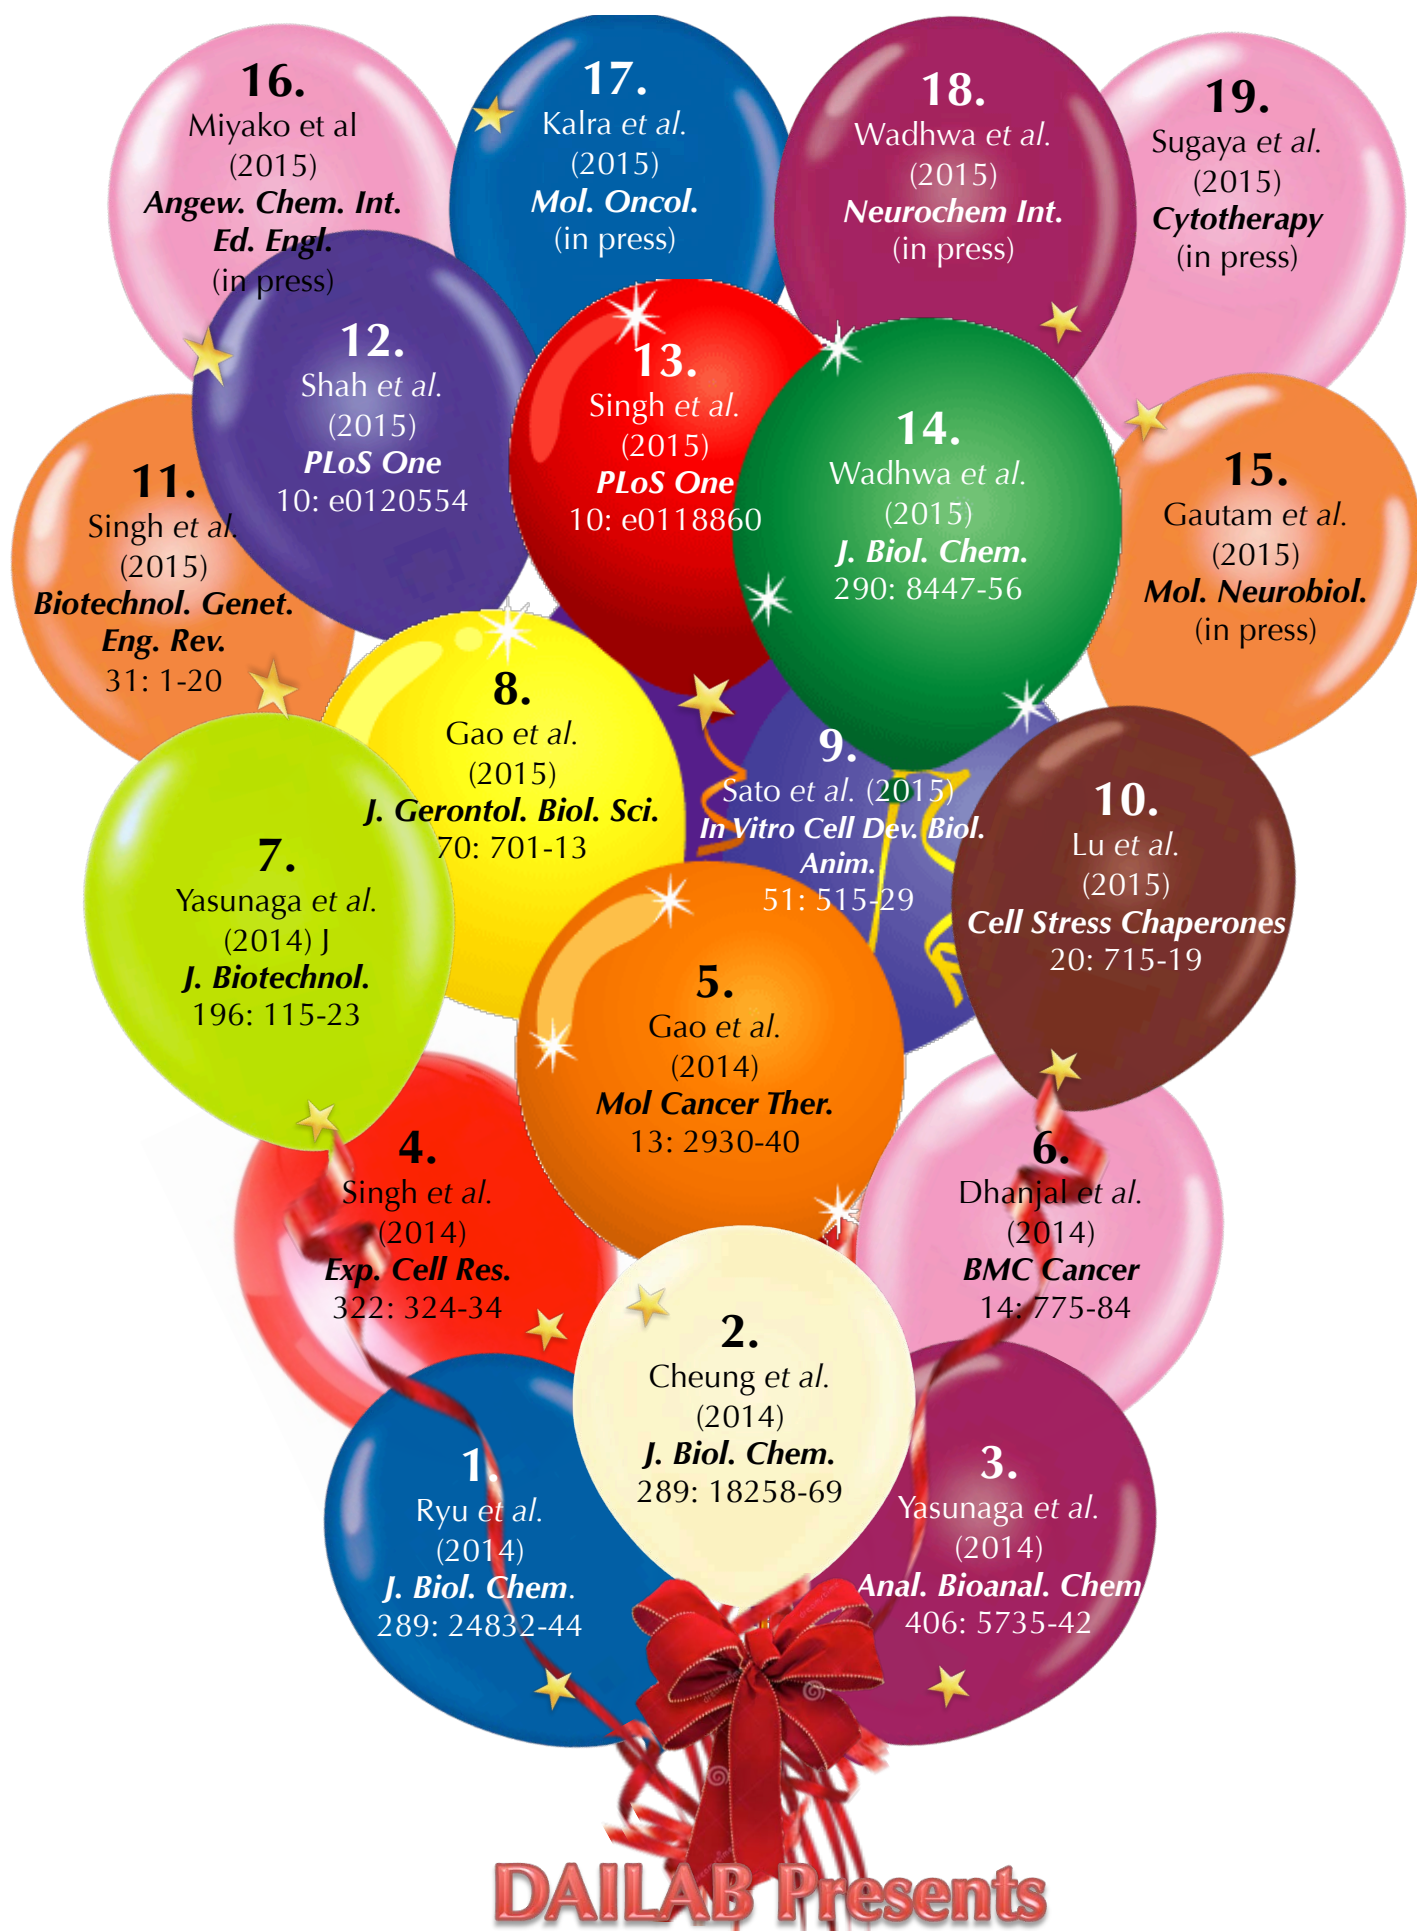 16.
Miyako et al
(2015)
Angew. Chem. Int.
Ed. Engl.
(in press)
17.
Kalra et al.
(2015)
Mol. Oncol.
(in press)
18.
Wadhwa et al.
(2015)
Neurochem Int.
(in press)
19.
Sugaya et al.
(2015)
Cytotherapy
(in press)
11.
Singh et al.
(2015)
Biotechnol. Genet.
Eng. Rev.
31: 1-20
12.
Shah et al.
(2015)
PLoS One
10: e0120554
13.
Singh et al.
(2015)
PLoS One
10: e0118860
14.
Wadhwa et al.
(2015)
J. Biol. Chem.
290: 8447-56
15.
Gautam et al.
(2015)
Mol. Neurobiol.
(in press)
7.
Yasunaga et al.
(2014) J
J. Biotechnol.
196: 115-23
8.
Gao et al.
(2015)
J. Gerontol. Biol. Sci.
70: 701-13
9.
Sato et al. (2015)
In Vitro Cell Dev. Biol.
Anim.
51: 515-29
10.
Lu et al.
(2015)
Cell Stress Chaperones
20: 715-19
4.
Singh et al.
(2014)
Exp. Cell Res.
322: 324-34
5.
Gao et al.
(2014)
Mol Cancer Ther.
13: 2930-40
6.
Dhanjal et al.
(2014)
BMC Cancer
14: 775-84
1.
Ryu et al.
(2014)
J. Biol. Chem.
289: 24832-44
2.
Cheung et al.
(2014)
J. Biol. Chem.
289: 18258-69
3.
Yasunaga et al.
(2014)
Anal. Bioanal. Chem
406: 5735-42
DAILAB Presents